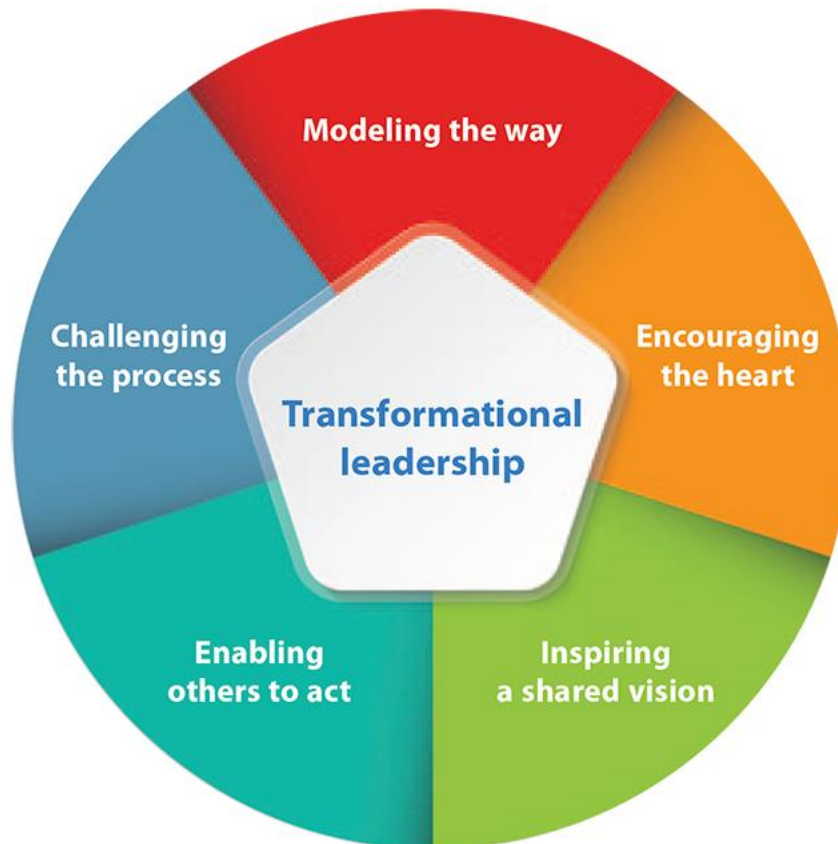 Modeling the way
Challenging
the process
Encouraging
the heart
Transformational
leadership
Enabling
others to act
Inspiring
a shared vision